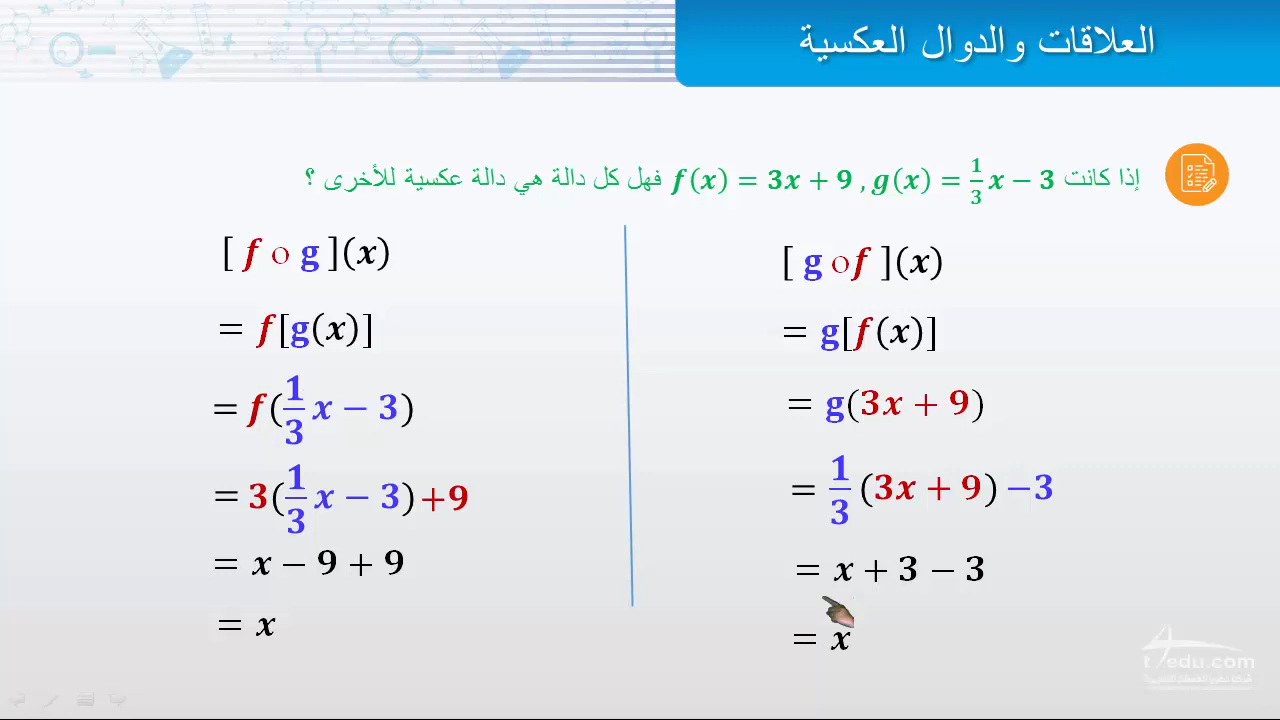 العلاقات والدوال العكسية
إذا كانت f(x) = 3x + 9 , g(x) = 1/3 x − 3 فهل كل دالة هي دالة عكسية للأخرى ؟
[ f o g ](x)
= f[g(x)]
= f(1/3 x − 3)
= 3(1/3 x − 3) +9
= x − 9 + 9
= x
[ g o f ](x)
= g[f(x)]
= g(3x + 9)
= 1/3 (3x + 9) −3
= x + 3 − 3
= x
t4edu.com